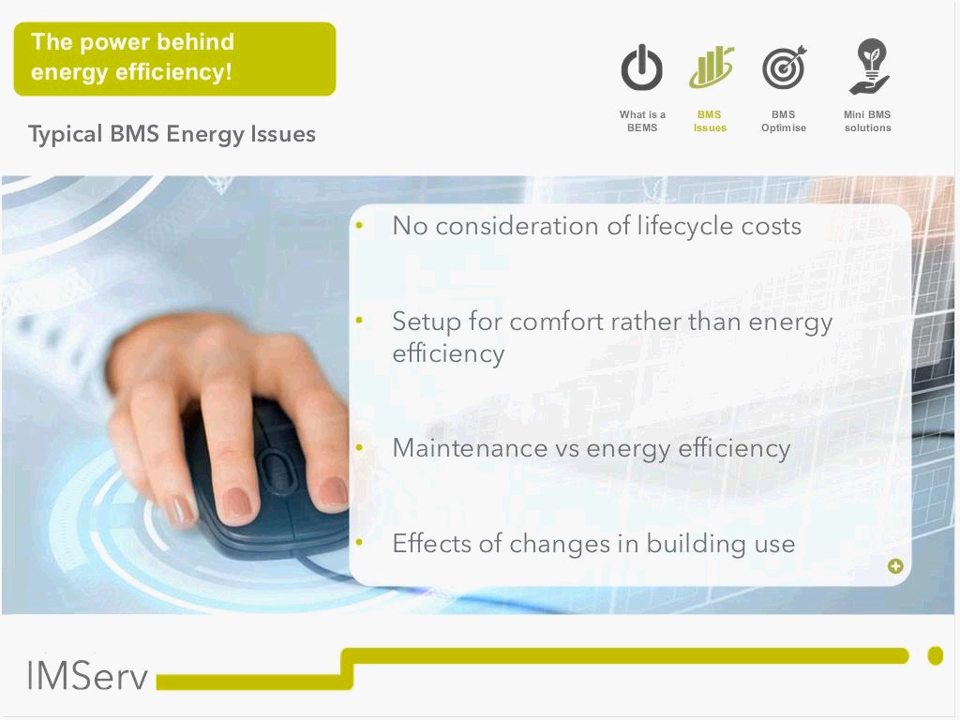 The power behind
energy efficiency!
What is a
BEMS
BMS
Issues
BMS
Optimise
Mini BMS
solutions
Typical BMS Energy Issues
• No consideration of lifecycle costs
• Setup for comfort rather than energy
efficiency
• Maintenance vs energy efficiency
• Effects of changes in building use
IMServ